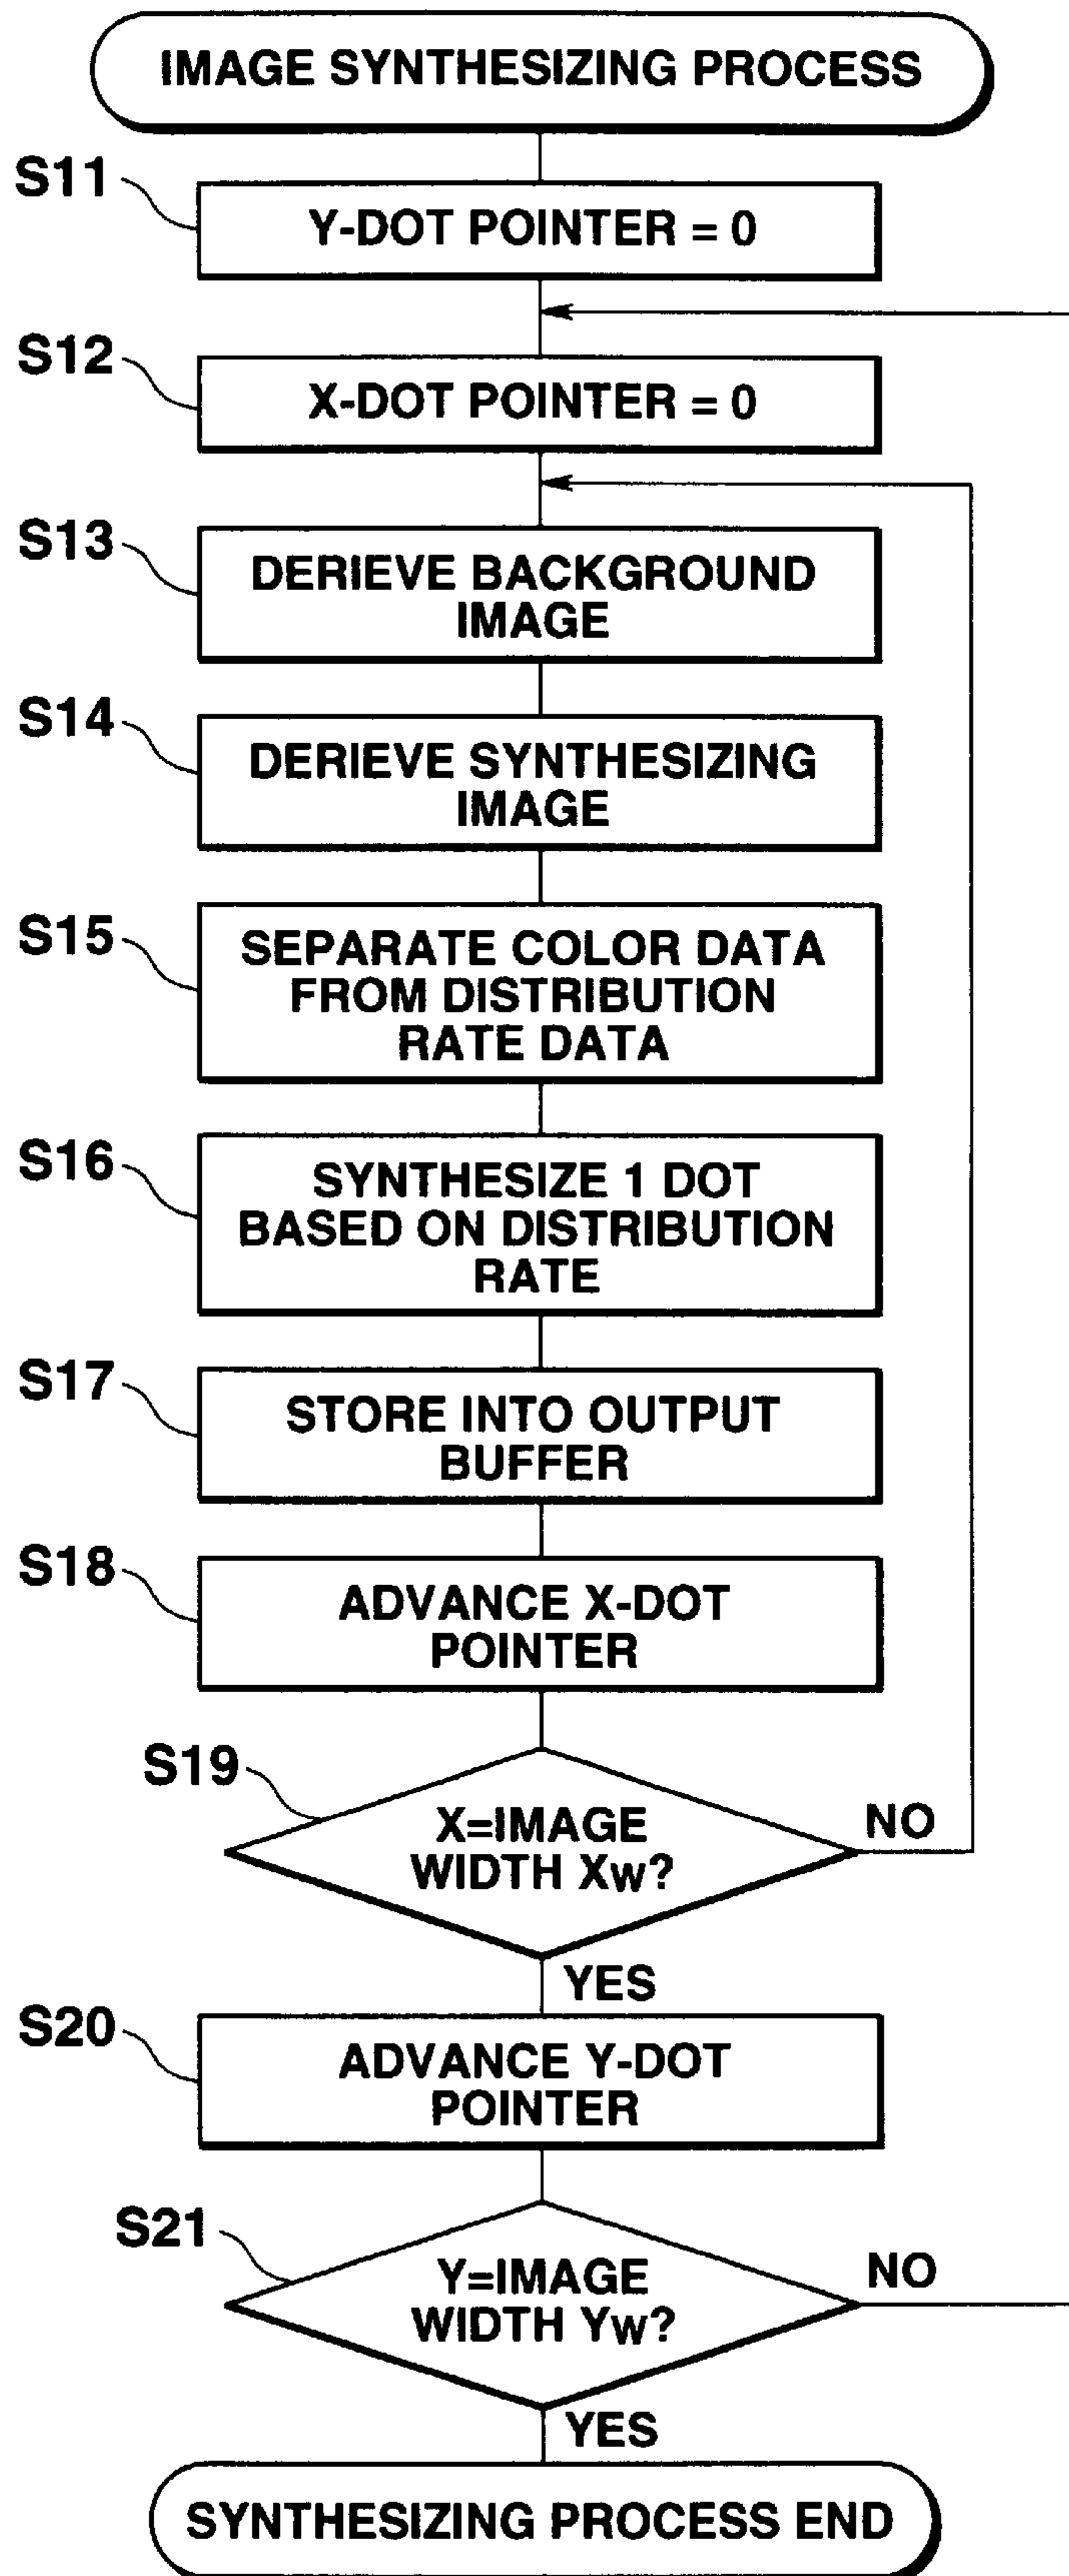 IMAGE SYNTHESIZING PROCESS
S11
Y-DOT POINTER = 0
S12
X-DOT POINTER = 0
S13
DERIEVE BACKGROUND
IMAGE
S14
DERIEVE SYNTHESIZING
IMAGE
S15
SEPARATE COLOR DATA
FROM DISTRIBUTION
RATE DATA
S16
SYNTHESIZE 1 DOT
BASED ON DISTRIBUTION
RATE
S17
STORE INTO OUTPUT
BUFFER
S18
ADVANCE X-DOT
POINTER
S19
X=IMAGE
WIDTH XW?
NO
YES
S20
ADVANCE Y-DOT
POINTER
S21
Y=IMAGE
WIDTH YW?
NO
YES
SYNTHESIZING PROCESS END